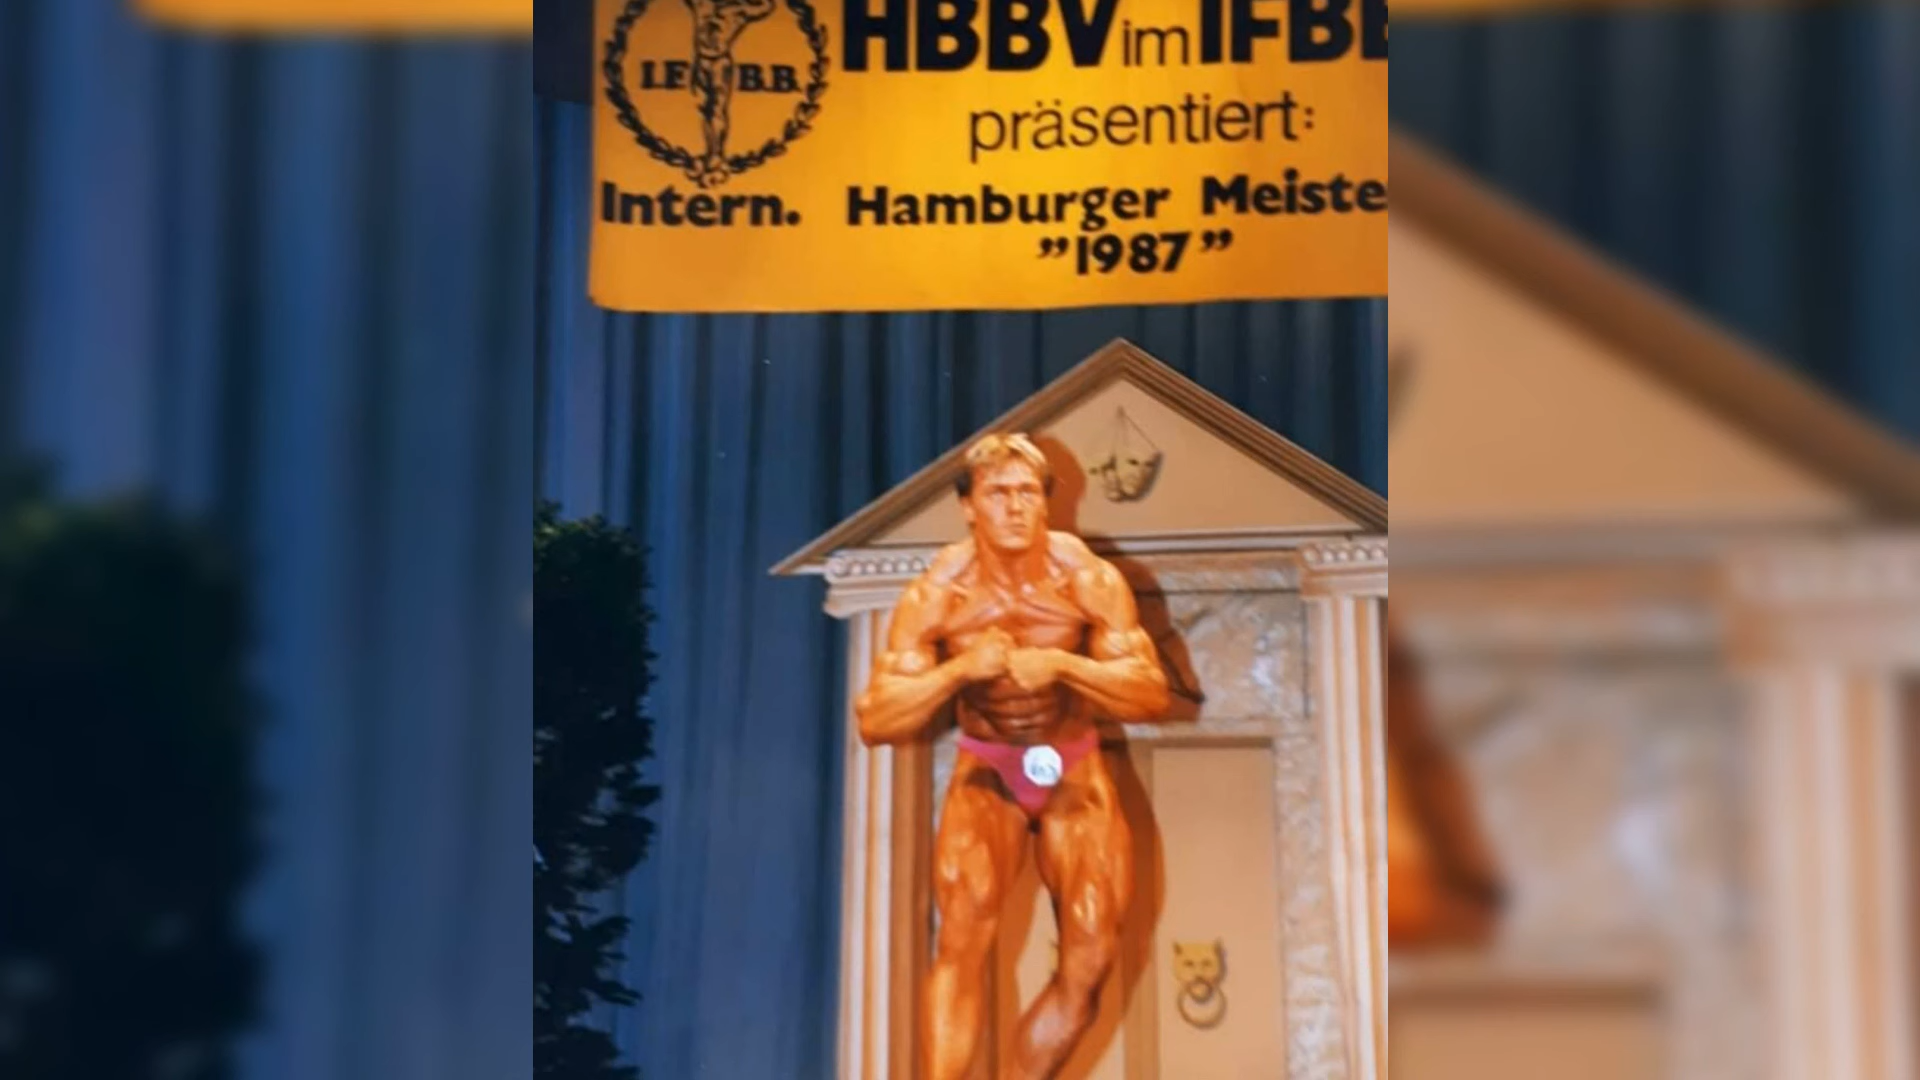 I.F.B.B.
HBBV im IFBB
präsentiert:
Intern. Hamburger Meiste
"1987"